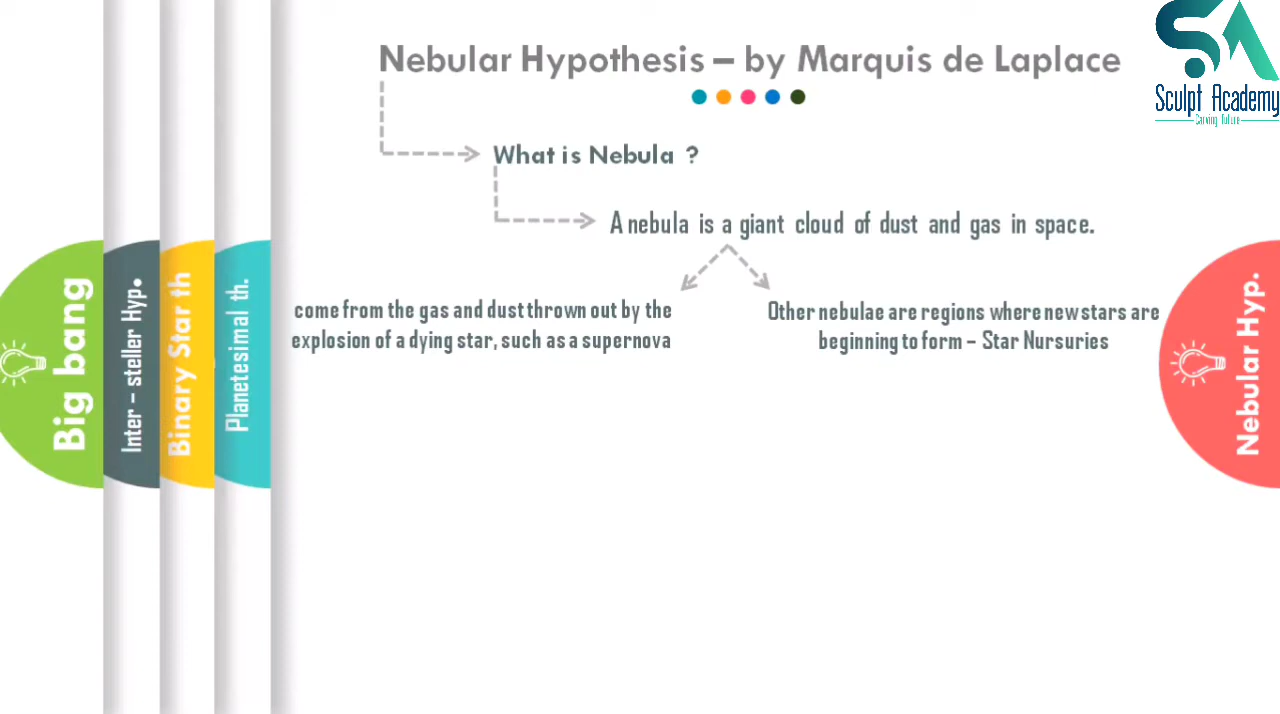 Nebular Hypothesis – by Marquis de Laplace
SA
Sculpt Academy
Carving Future
What is Nebula ?
A nebula is a giant cloud of dust and gas in space.
come from the gas and dust thrown out by the
explosion of a dying star, such as a supernova
Other nebulae are regions where new stars are
beginning to form – Star Nursuries
Big bang
Inter – steller Hyp.
Binary Star th
Planetesimal th.
Nebular Hyp.